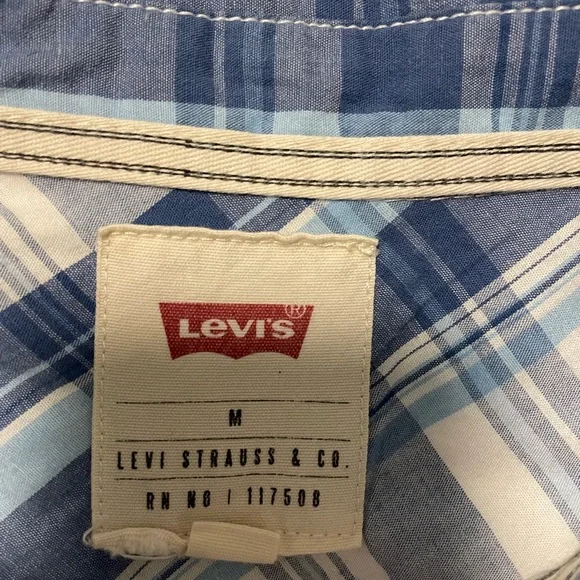 LEVI'S ®
M
LEVI STRAUSS & CO.
RN NO / 117508